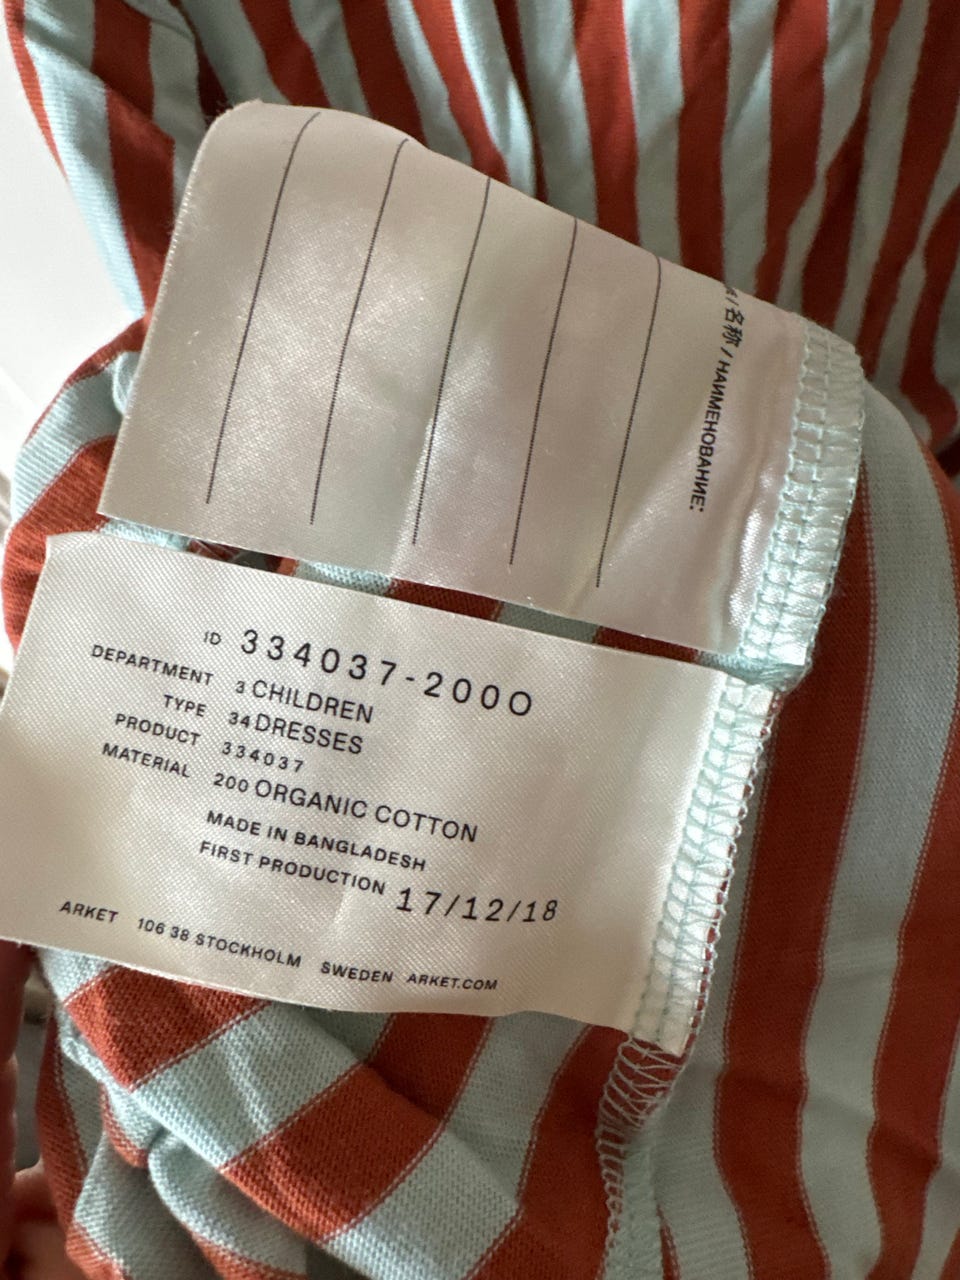 / 名称 / НАИМЕНОВАНИЕ:
ID 334037-200O
DEPARTMENT 3 CHILDREN
TYPE 34 DRESSES
PRODUCT 334037
MATERIAL 200 ORGANIC COTTON
MADE IN BANGLADESH
FIRST PRODUCTION 17/12/18
ARKET 106 38 STOCKHOLM SWEDEN ARKET.COM